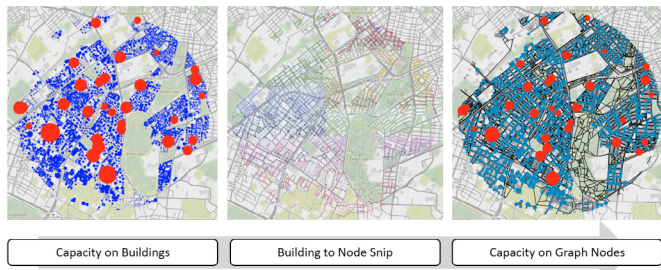 Capacity on Buildings
Building to Node Snip
Capacity on Graph Nodes